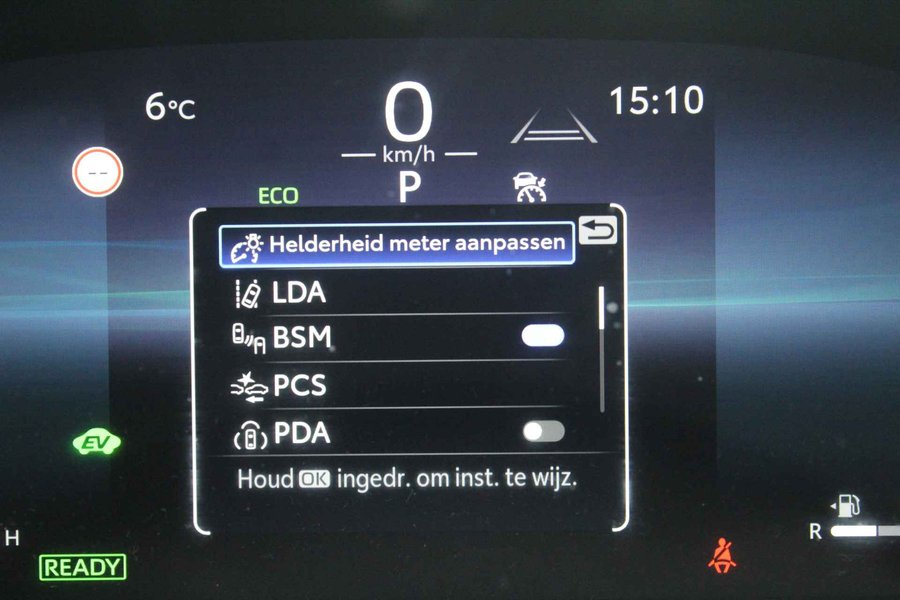 6°C
0
15:10
km/h
--
P
ECO
Helderheid meter aanpassen
LDA
BSM
PCS
PDA
EV
Houd OK ingedr. om inst. te wijz.
H
R
READY